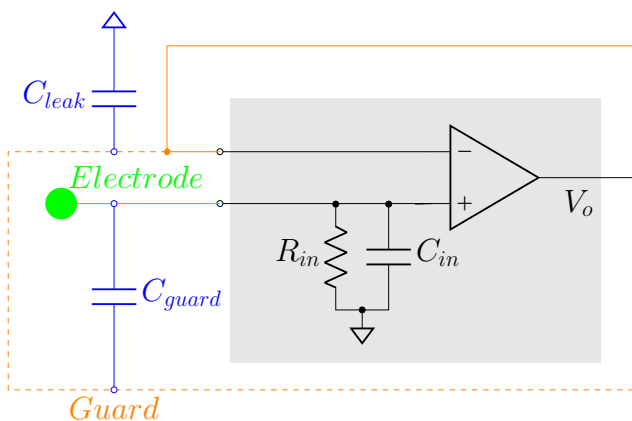 C_leak
Electrode
−
+
V_o
R_in
C_in
C_guard
Guard